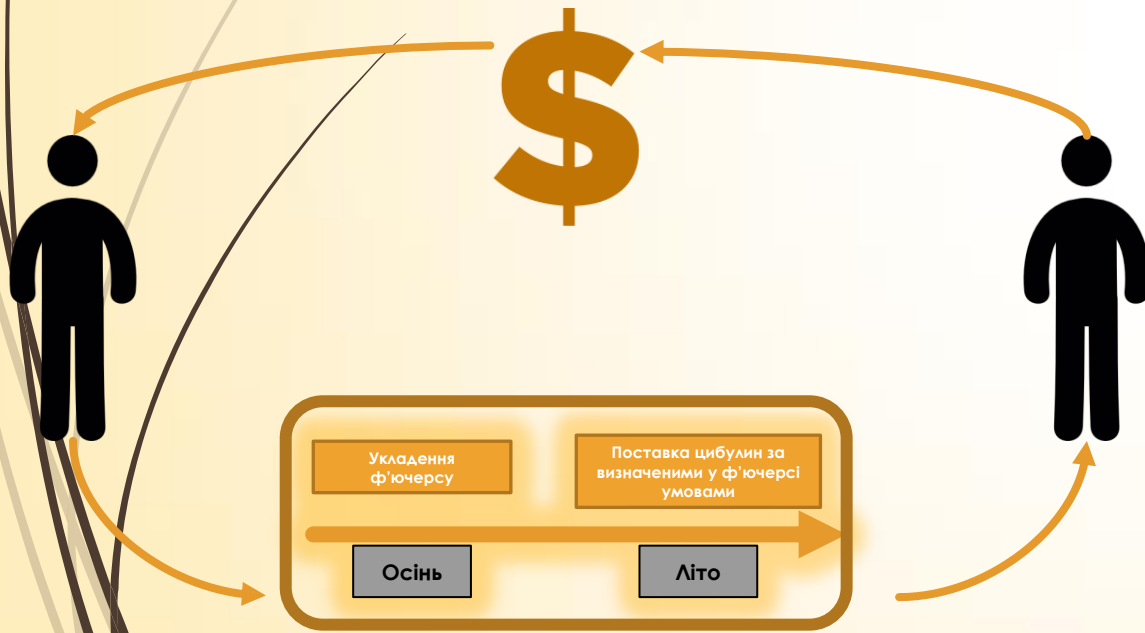 $
Укладення
ф'ючерсу
Поставка цибулин за
визначеними у ф'ючерсі
умовами
Осінь
Літо